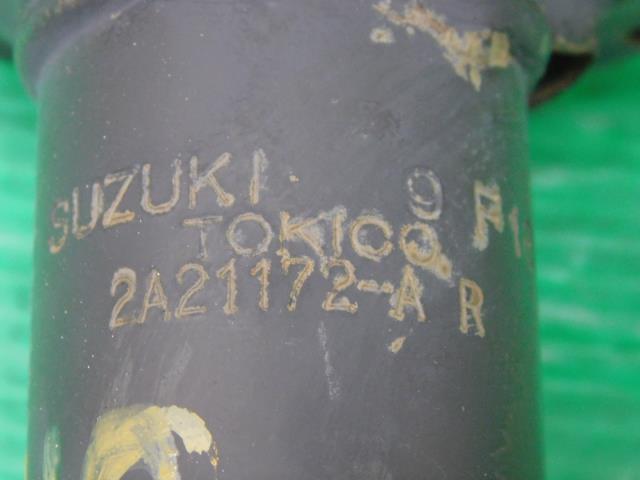 SUZUKI 9 F1
TOKICO
2A21172-A R